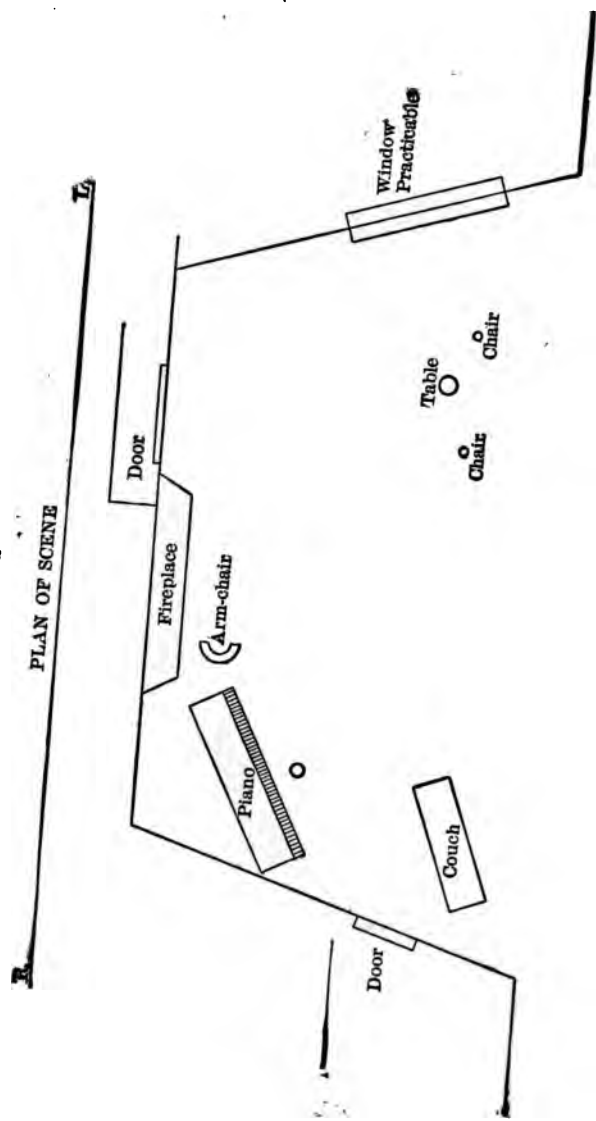 PLAN OF SCENE
R.
L.
Door
Fireplace
Arm-chair
Piano
Window
Practicable
Table
Chair
Chair
Couch
Door